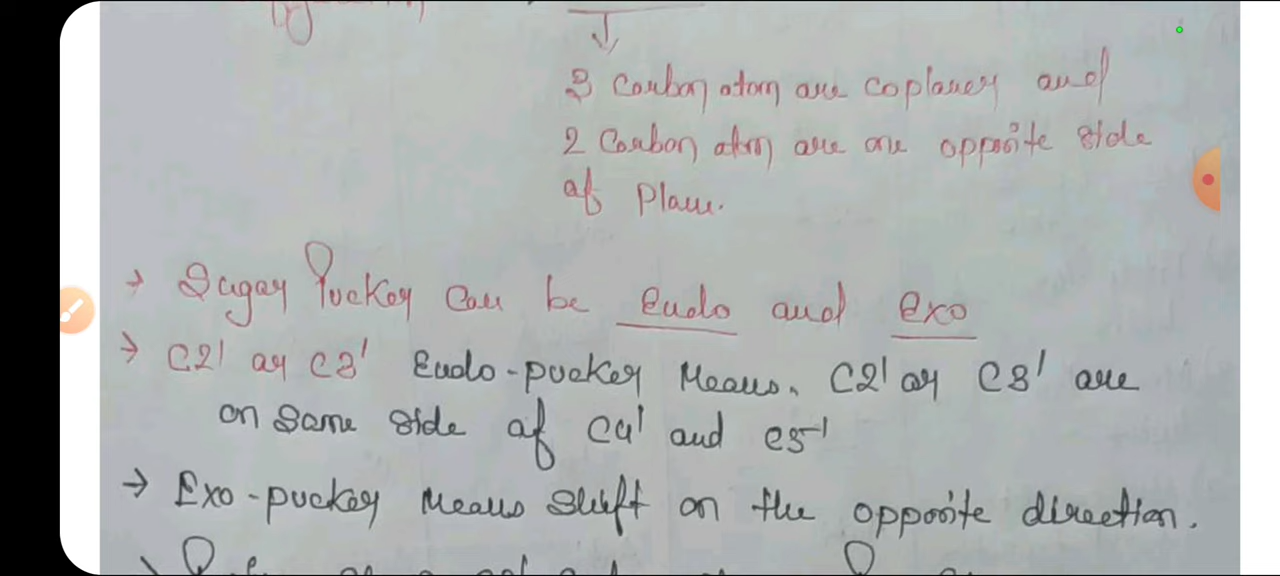 3 Carbon atom are coplaner and
2 Carbon atom are one opposite side
of Plane.
→ Sugar Pucker Can be Endo and exo
→ C2' or C3' Endo-pucker Means, C2' or C3' are
on same side of C4' and C5'
→ Exo-pucker Means shift on the opposite direction.